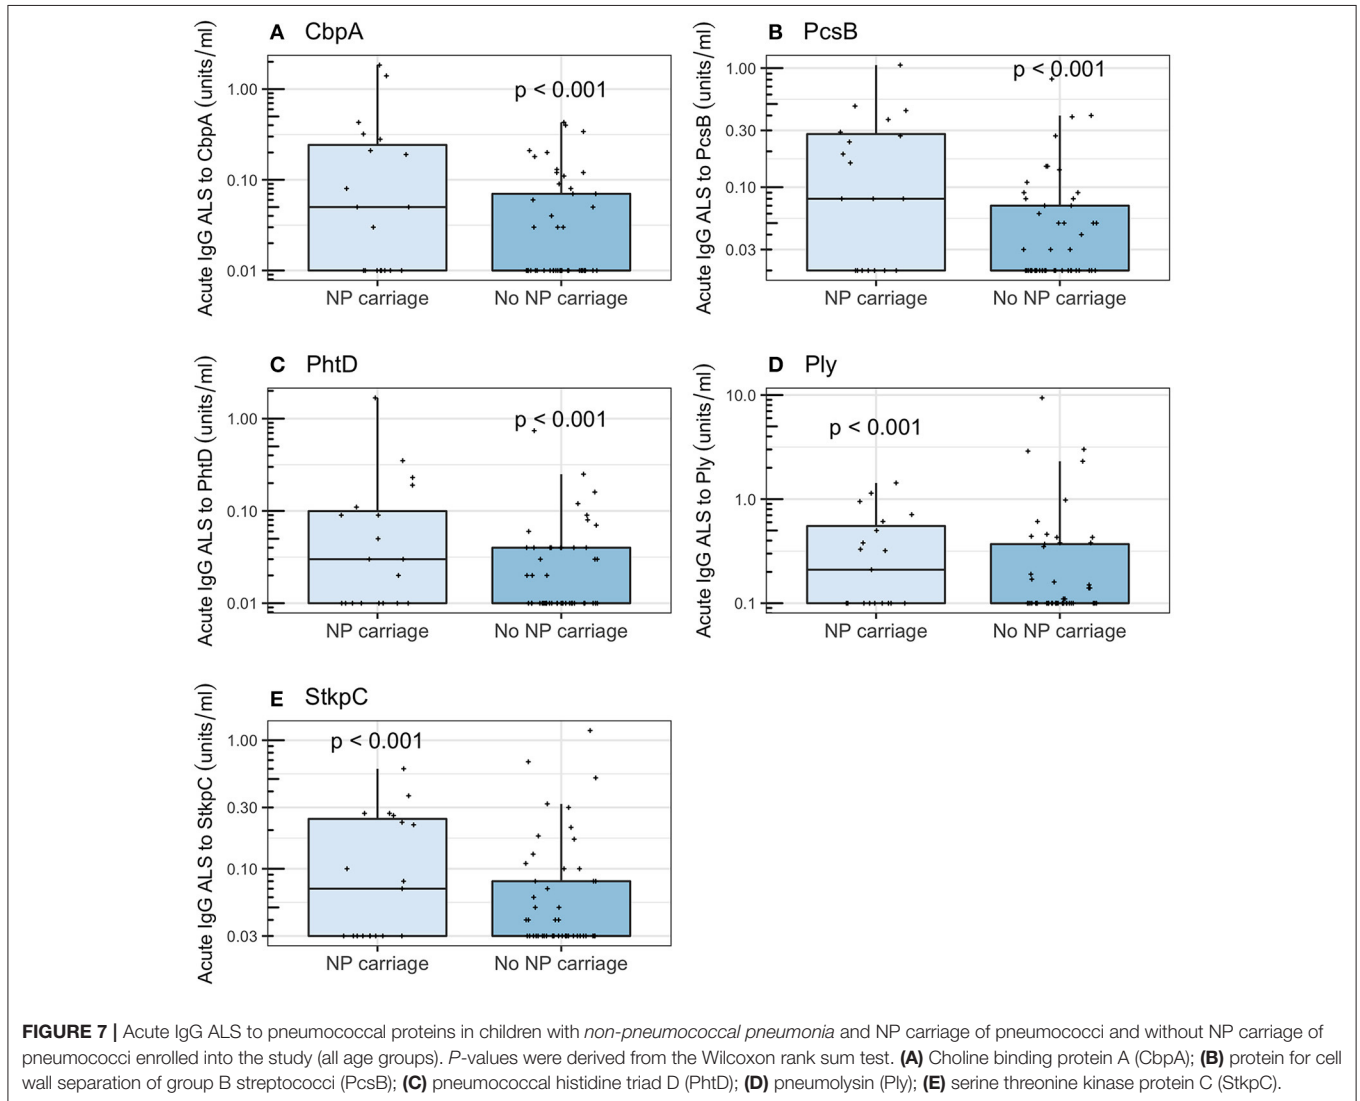 A CbpA
Acute IgG ALS to CbpA (units/ml)
1.00
0.10
0.01
p < 0.001
NP carriage
No NP carriage
B PcsB
Acute IgG ALS to PcsB (units/ml)
1.00
0.30
0.10
0.03
p < 0.001
NP carriage
No NP carriage
C PhtD
Acute IgG ALS to PhtD (units/ml)
1.00
0.10
0.01
p < 0.001
NP carriage
No NP carriage
D Ply
Acute IgG ALS to Ply (units/ml)
10.0
1.0
0.1
p < 0.001
NP carriage
No NP carriage
E StkpC
Acute IgG ALS to StkpC (units/ml)
1.00
0.30
0.10
0.03
p < 0.001
NP carriage
No NP carriage
FIGURE 7 | Acute IgG ALS to pneumococcal proteins in children with non-pneumococcal pneumonia and NP carriage of pneumococci and without NP carriage of
pneumococci enrolled into the study (all age groups). P-values were derived from the Wilcoxon rank sum test. (A) Choline binding protein A (CbpA); (B) protein for cell
wall separation of group B streptococci (PcsB); (C) pneumococcal histidine triad D (PhtD); (D) pneumolysin (Ply); (E) serine threonine kinase protein C (StkpC).